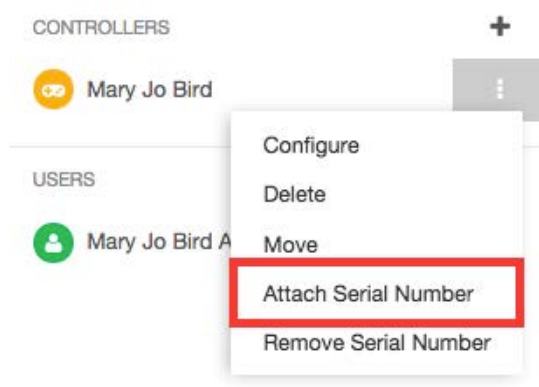 CONTROLLERS
Mary Jo Bird
Configure
USERS
Delete
Mary Jo Bird A
Move
Attach Serial Number
Remove Serial Number